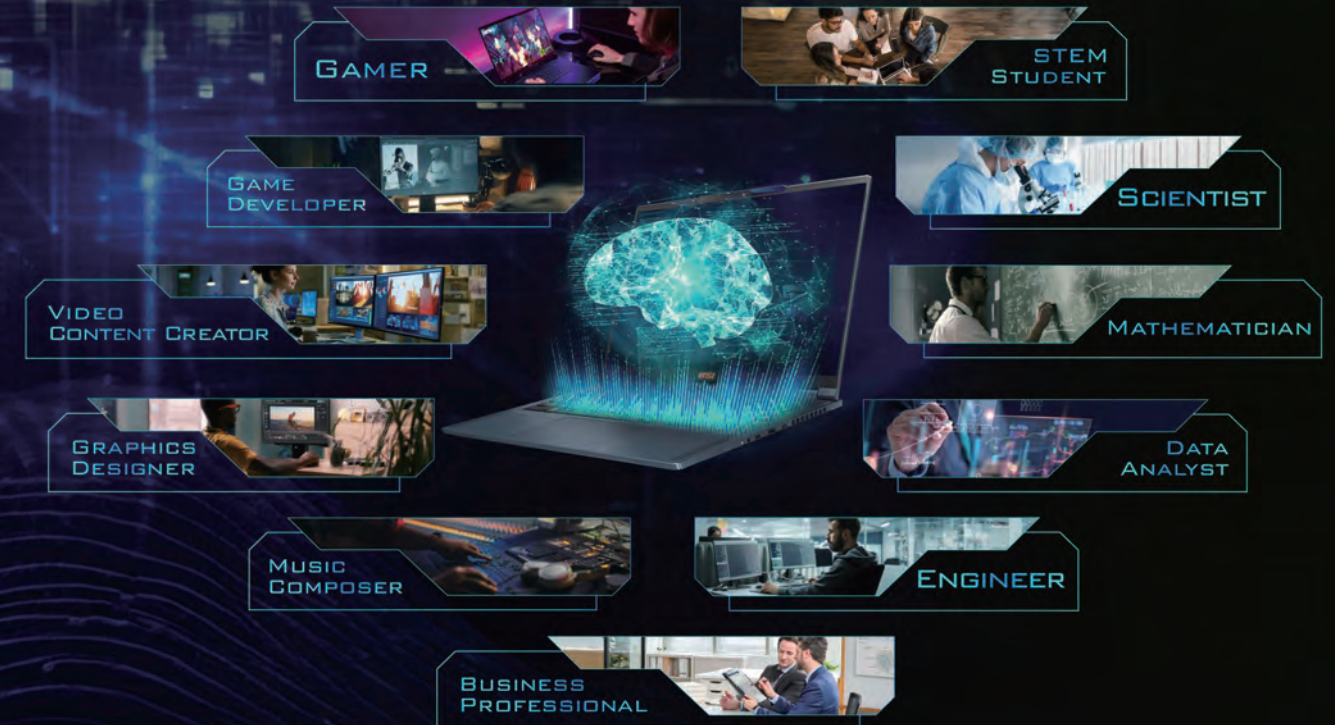 GAMER
STEM
STUDENT
GAME
DEVELOPER
SCIENTIST
VIDEO
CONTENT CREATOR
MATHEMATICIAN
GRAPHICS
DESIGNER
DATA
ANALYST
MUSIC
COMPOSER
ENGINEER
BUSINESS
PROFESSIONAL